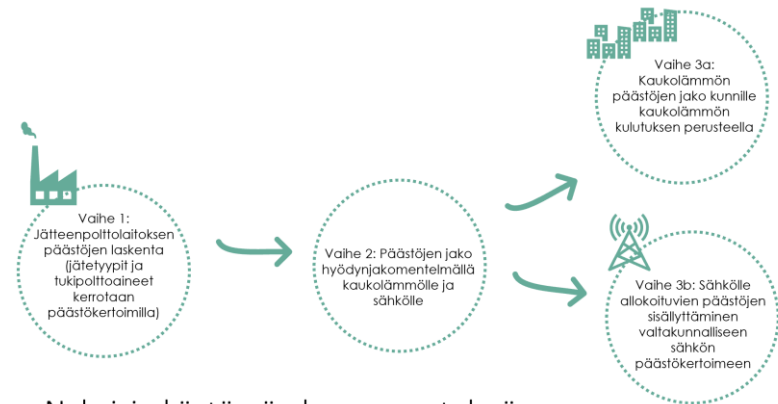 Vaihe 1:
Jätteenpolttolaitoksen
päästöjen laskenta
(jätetyypit ja
tukipolttoaineet
kerrotaan
päästökertoimilla)
Vaihe 2: Päästöjen jako
hyödynjakomentelmällä
kaukolämmölle ja
sähkölle
Vaihe 3a:
Kaukolämmön
päästöjen jako kunnille
kaukolämmön
kulutuksen perusteella
Vaihe 3b: Sähkölle
allokoituvien päästöjen
sisällyttäminen
valtakunnalliseen
sähkön
päästökertoimeen